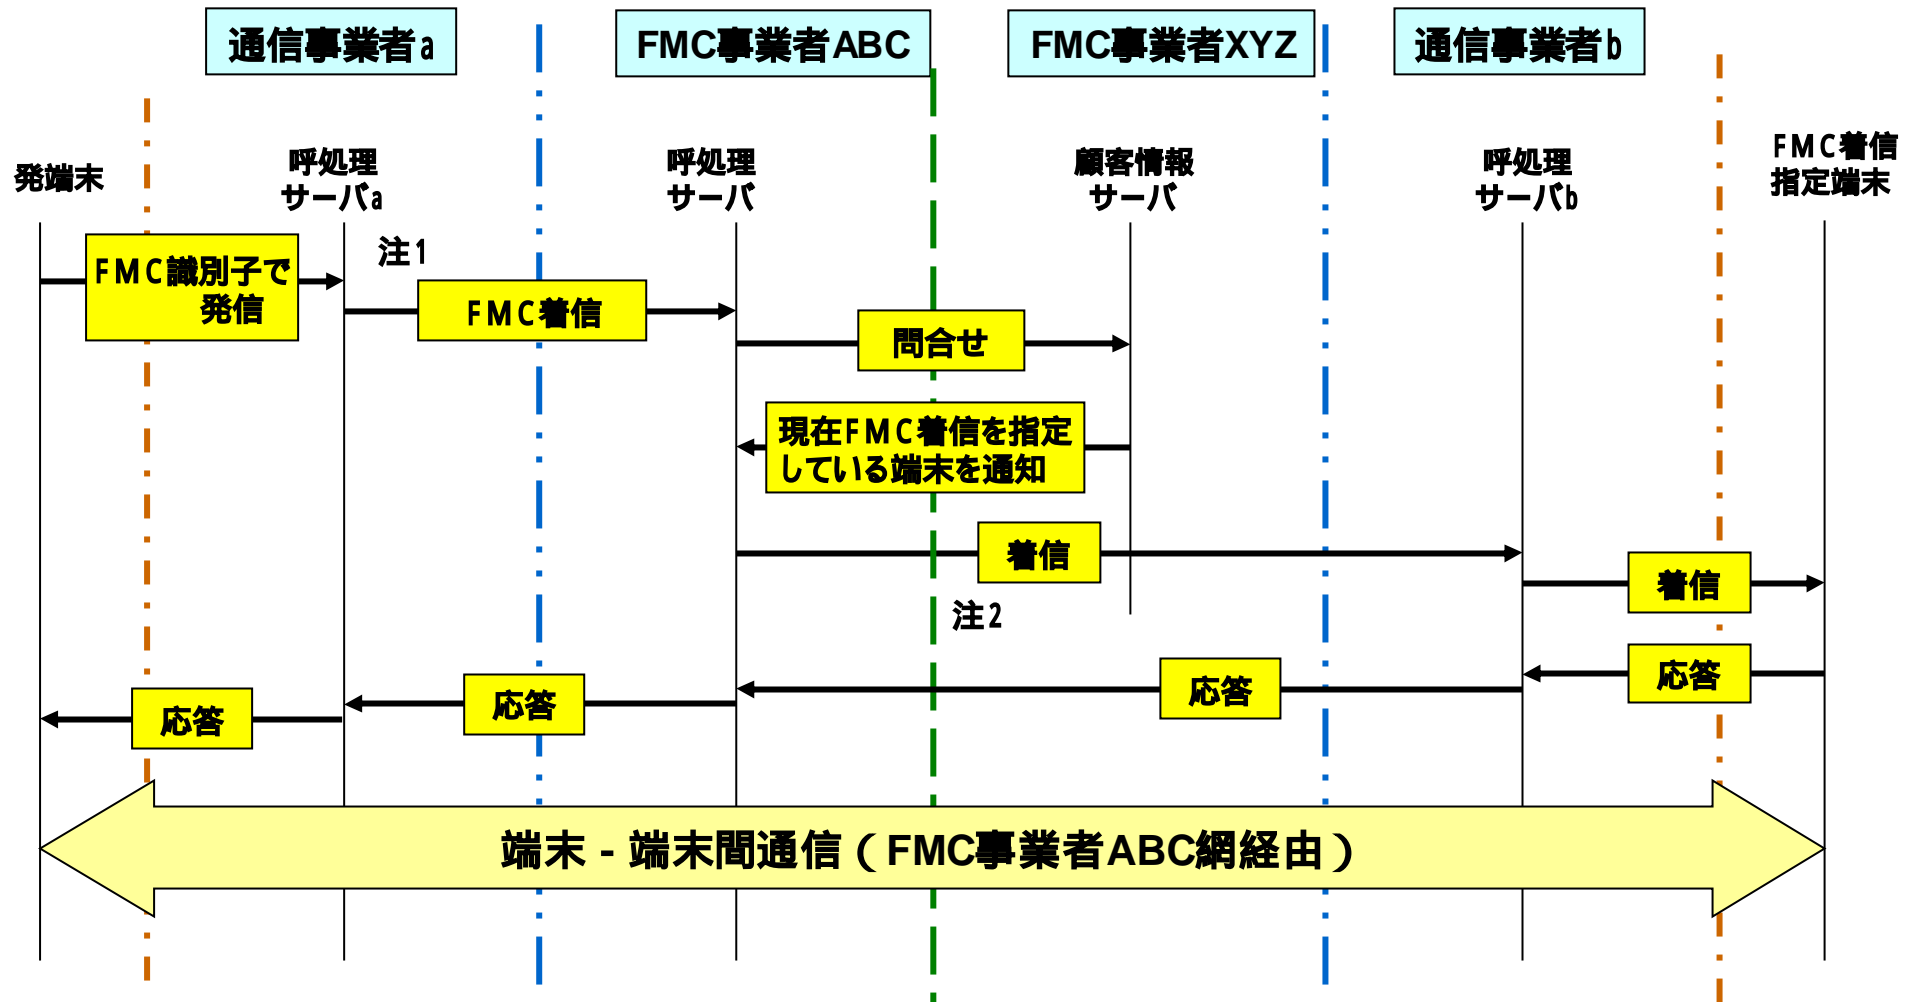 通信事業者a
FMC事業者ABC
FMC事業者XYZ
通信事業者b
発端末
呼処理
サーバa
呼処理
サーバ
顧客情報
サーバ
呼処理
サーバb
FMC着信
指定端末
FMC識別子で
発信
注1
FMC着信
問合せ
現在FMC着信を指定
している端末を通知
着信
着信
注2
応答
応答
応答
応答
端末－端末間通信（FMC事業者ABC網経由）